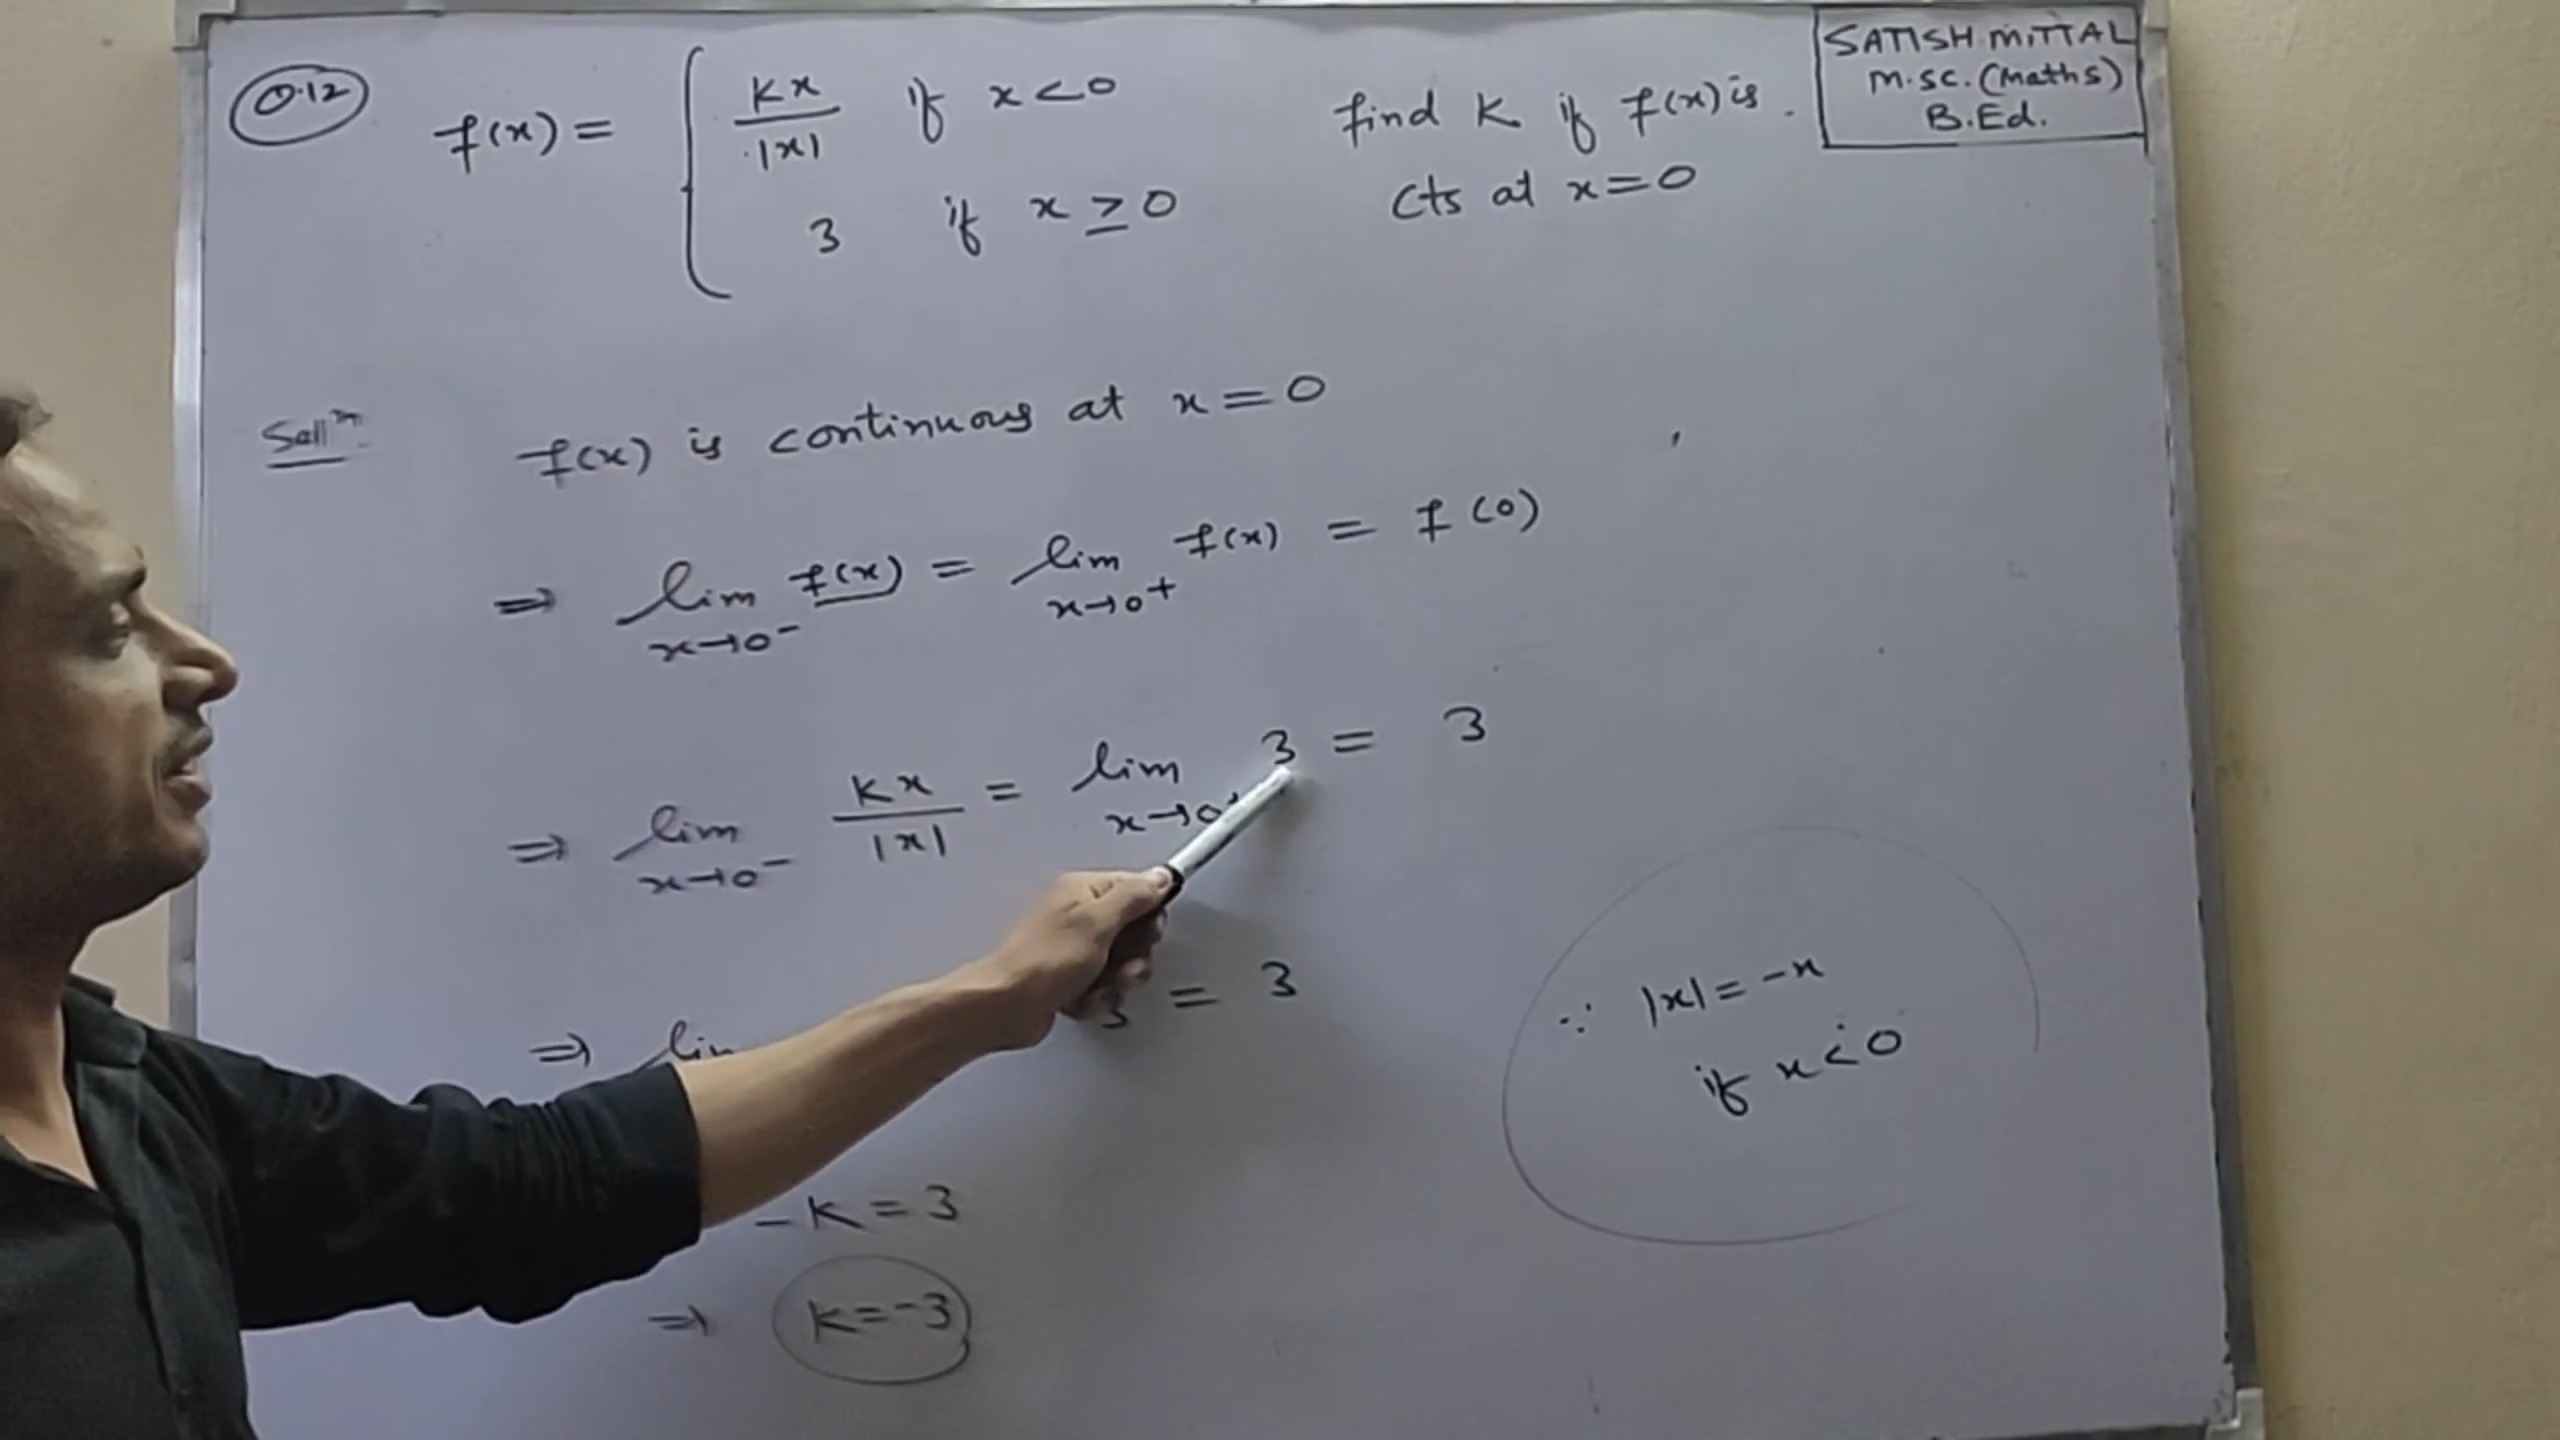 Q.12
f(x) = { kx / |x| if x < 0
3 if x ≥ 0
find k if f(x) is
cts at x = 0
SATISH MITTAL
M.SC. (Maths)
B.Ed.
Soln
f(x) is continuous at x = 0
⇒ lim x→0⁻ f(x) = lim x→0⁺ f(x) = f(0)
⇒ lim x→0⁻ kx / |x| = lim x→0⁺ 3 = 3
⇒ 3 = 3
∵ |x| = -x
if x < 0
-k = 3
⇒ k = -3